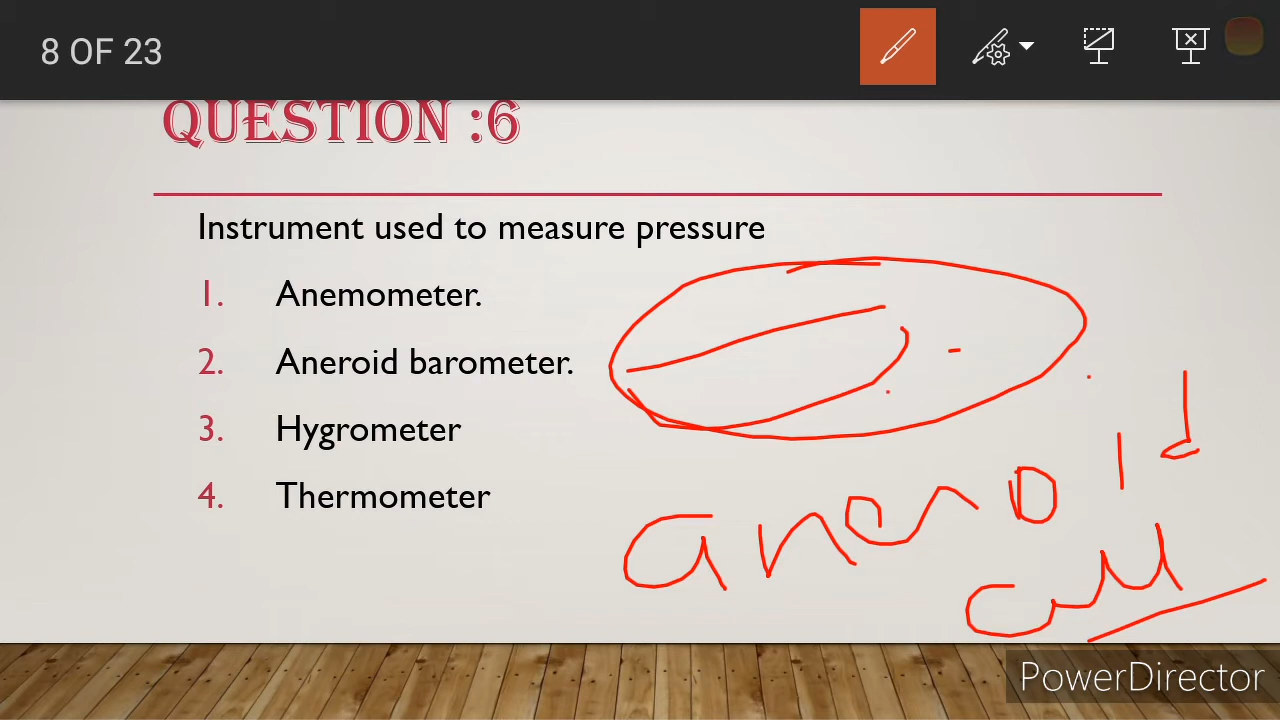 8 OF 23
QUESTION :6
Instrument used to measure pressure
1. Anemometer.
2. Aneroid barometer.
3. Hygrometer
4. Thermometer
aneroid
cell
PowerDirector